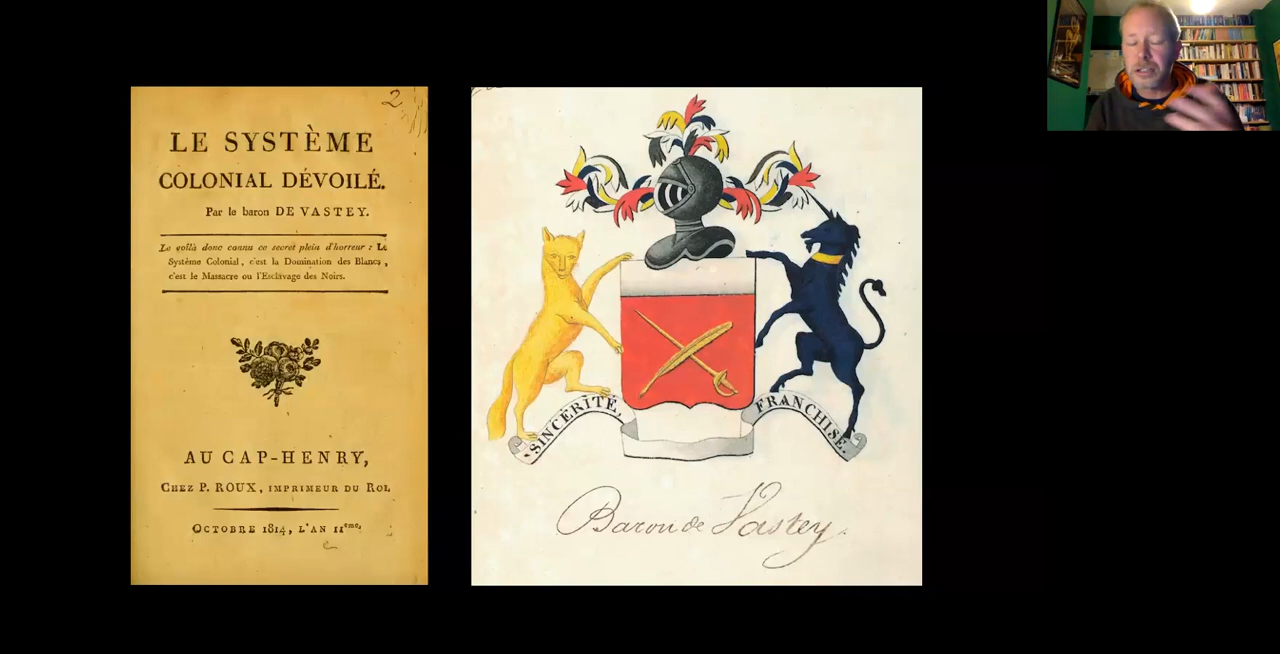 2
LE SYSTÈME
COLONIAL DÉVOILÉ.
Par le baron DE VASTEY.
Le voilà donc connu ce secret plein d'horreur : Le
Système Colonial, c'est la Domination des Blancs,
c'est le Massacre ou l'Esclavage des Noirs.
AU CAP-HENRY,
CHEZ P. ROUX, IMPRIMEUR DU ROI.
OCTOBRE 1814, L'AN 11eme.
SINCÉRITÉ,
FRANCHISE.
Baron de Vastey.